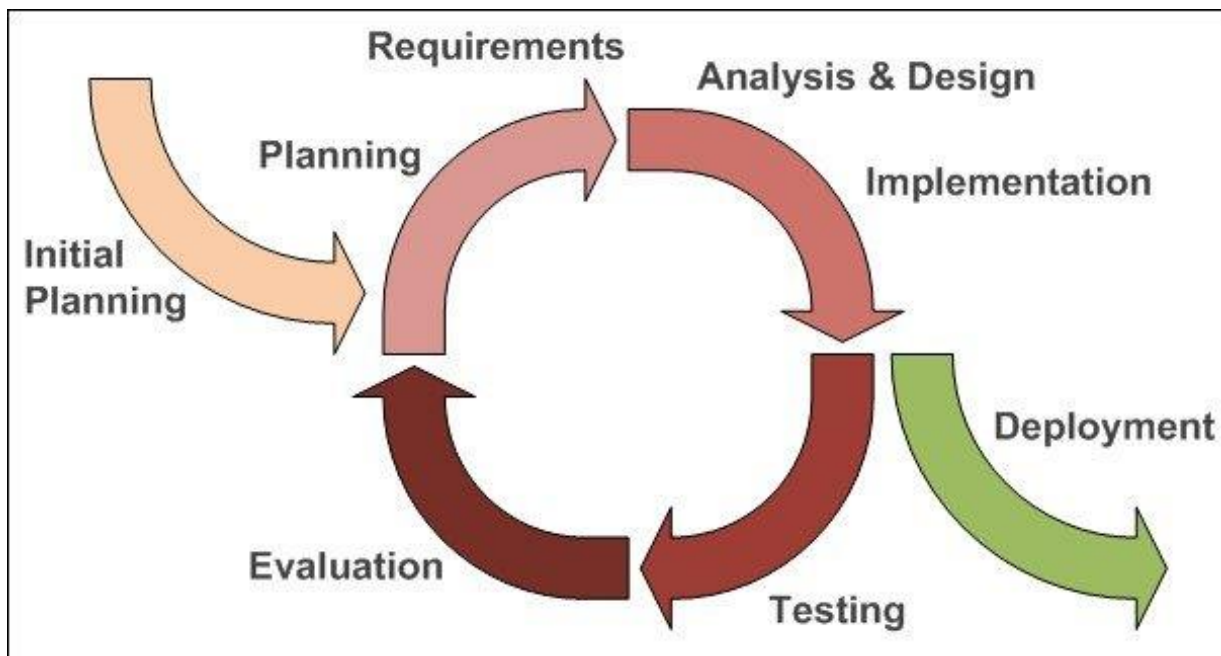 Requirements
Analysis & Design
Planning
Implementation
Initial
Planning
Deployment
Evaluation
Testing